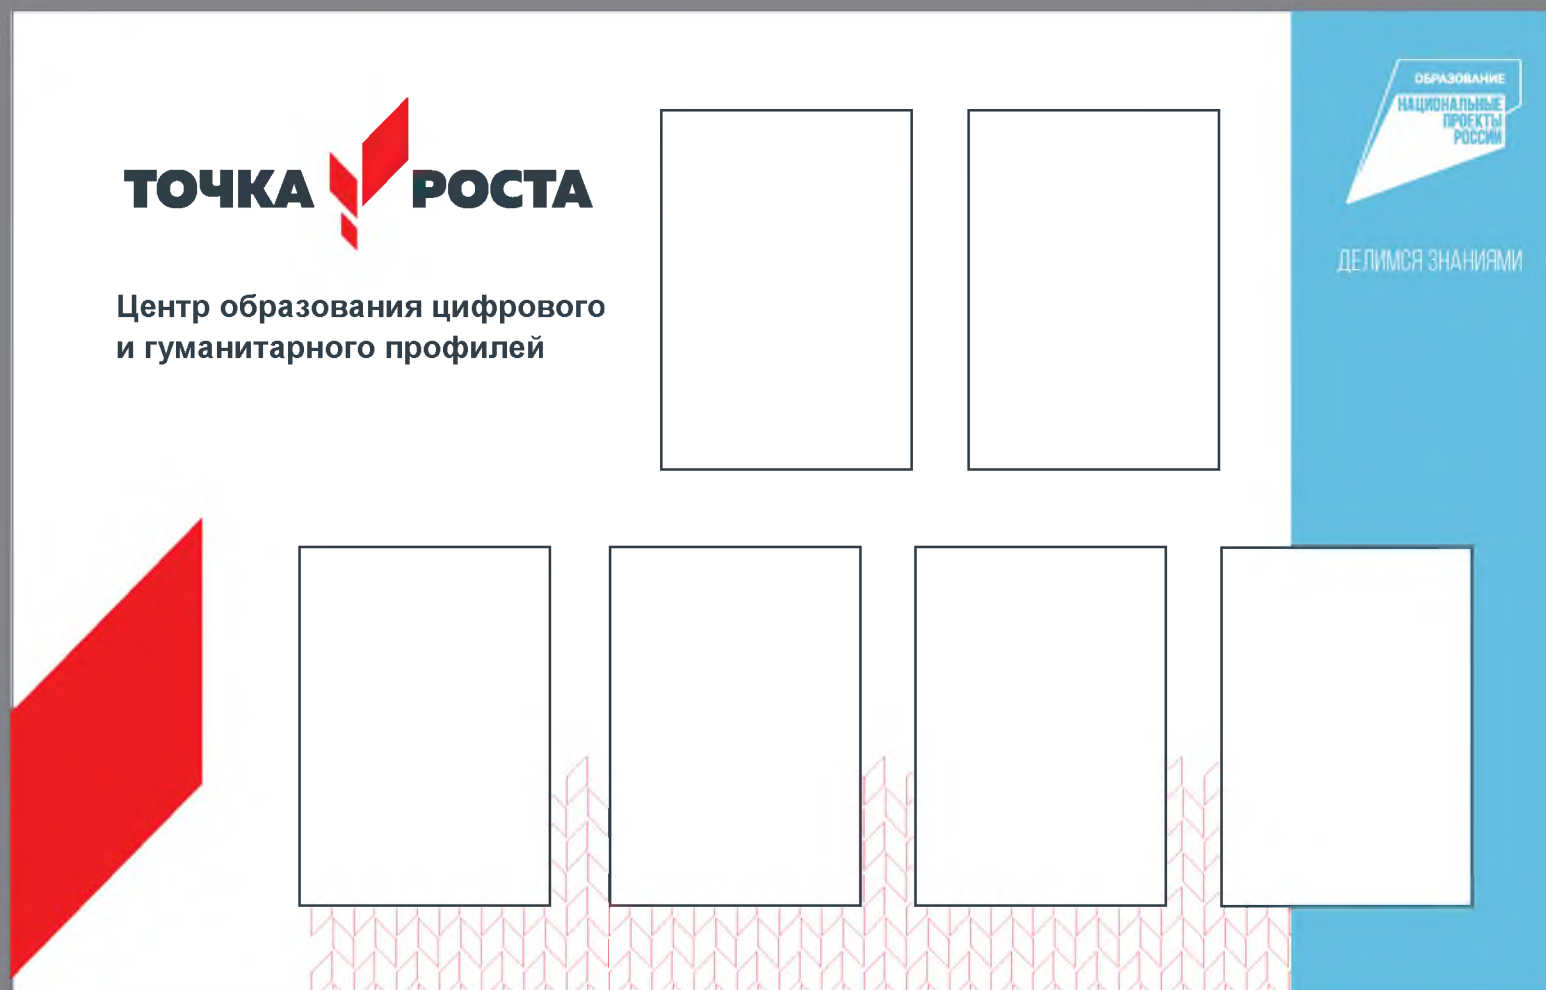 ТОЧКА РОСТА
Центр образования цифрового
и гуманитарного профилей
ОБРАЗОВАНИЕ
НАЦИОНАЛЬНЫЕ
ПРОЕКТЫ
РОССИИ
ДЕЛИМСЯ ЗНАНИЯМИ